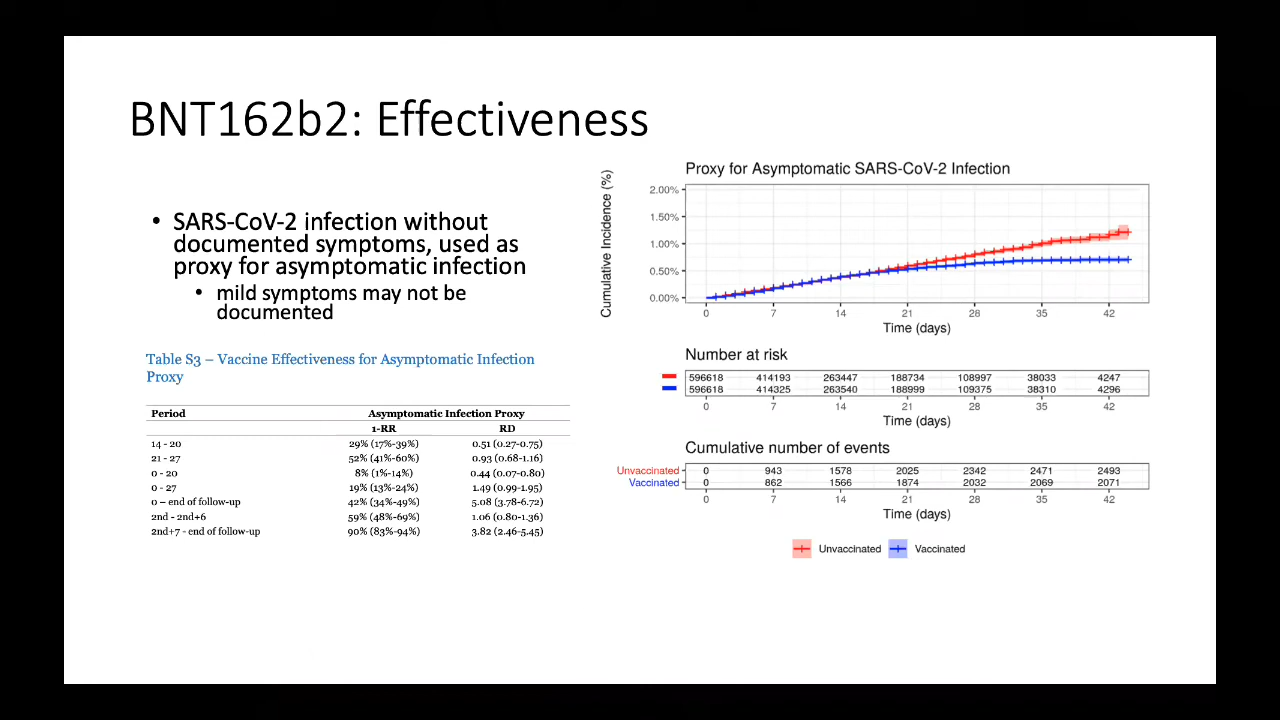 BNT162b2: Effectiveness
• SARS-CoV-2 infection without
documented symptoms, used as
proxy for asymptomatic infection
• mild symptoms may not be
documented
Table S3 – Vaccine Effectiveness for Asymptomatic Infection
Proxy
Period Asymptomatic Infection Proxy
1-RR RD
14 - 20 29% (17%-39%) 0.51 (0.27-0.75)
21 - 27 52% (41%-60%) 0.93 (0.68-1.16)
0 - 20 8% (1%-14%) 0.44 (0.07-0.80)
0 - 27 19% (13%-24%) 1.49 (0.99-1.95)
0 – end of follow-up 42% (34%-49%) 5.08 (3.78-6.72)
2nd - 2nd+6 59% (48%-69%) 1.06 (0.80-1.36)
2nd+7 - end of follow-up 90% (83%-94%) 3.82 (2.46-5.45)
Proxy for Asymptomatic SARS-CoV-2 Infection
Cumulative Incidence (%)
2.00%
1.50%
1.00%
0.50%
0.00%
0 7 14 21 28 35 42
Time (days)
Number at risk
596618 414193 263447 188734 108997 38033 4247
596618 414325 263540 188999 109375 38310 4296
0 7 14 21 28 35 42
Time (days)
Cumulative number of events
Unvaccinated 0 943 1578 2025 2342 2471 2493
Vaccinated 0 862 1566 1874 2032 2069 2071
0 7 14 21 28 35 42
Time (days)
Unvaccinated Vaccinated